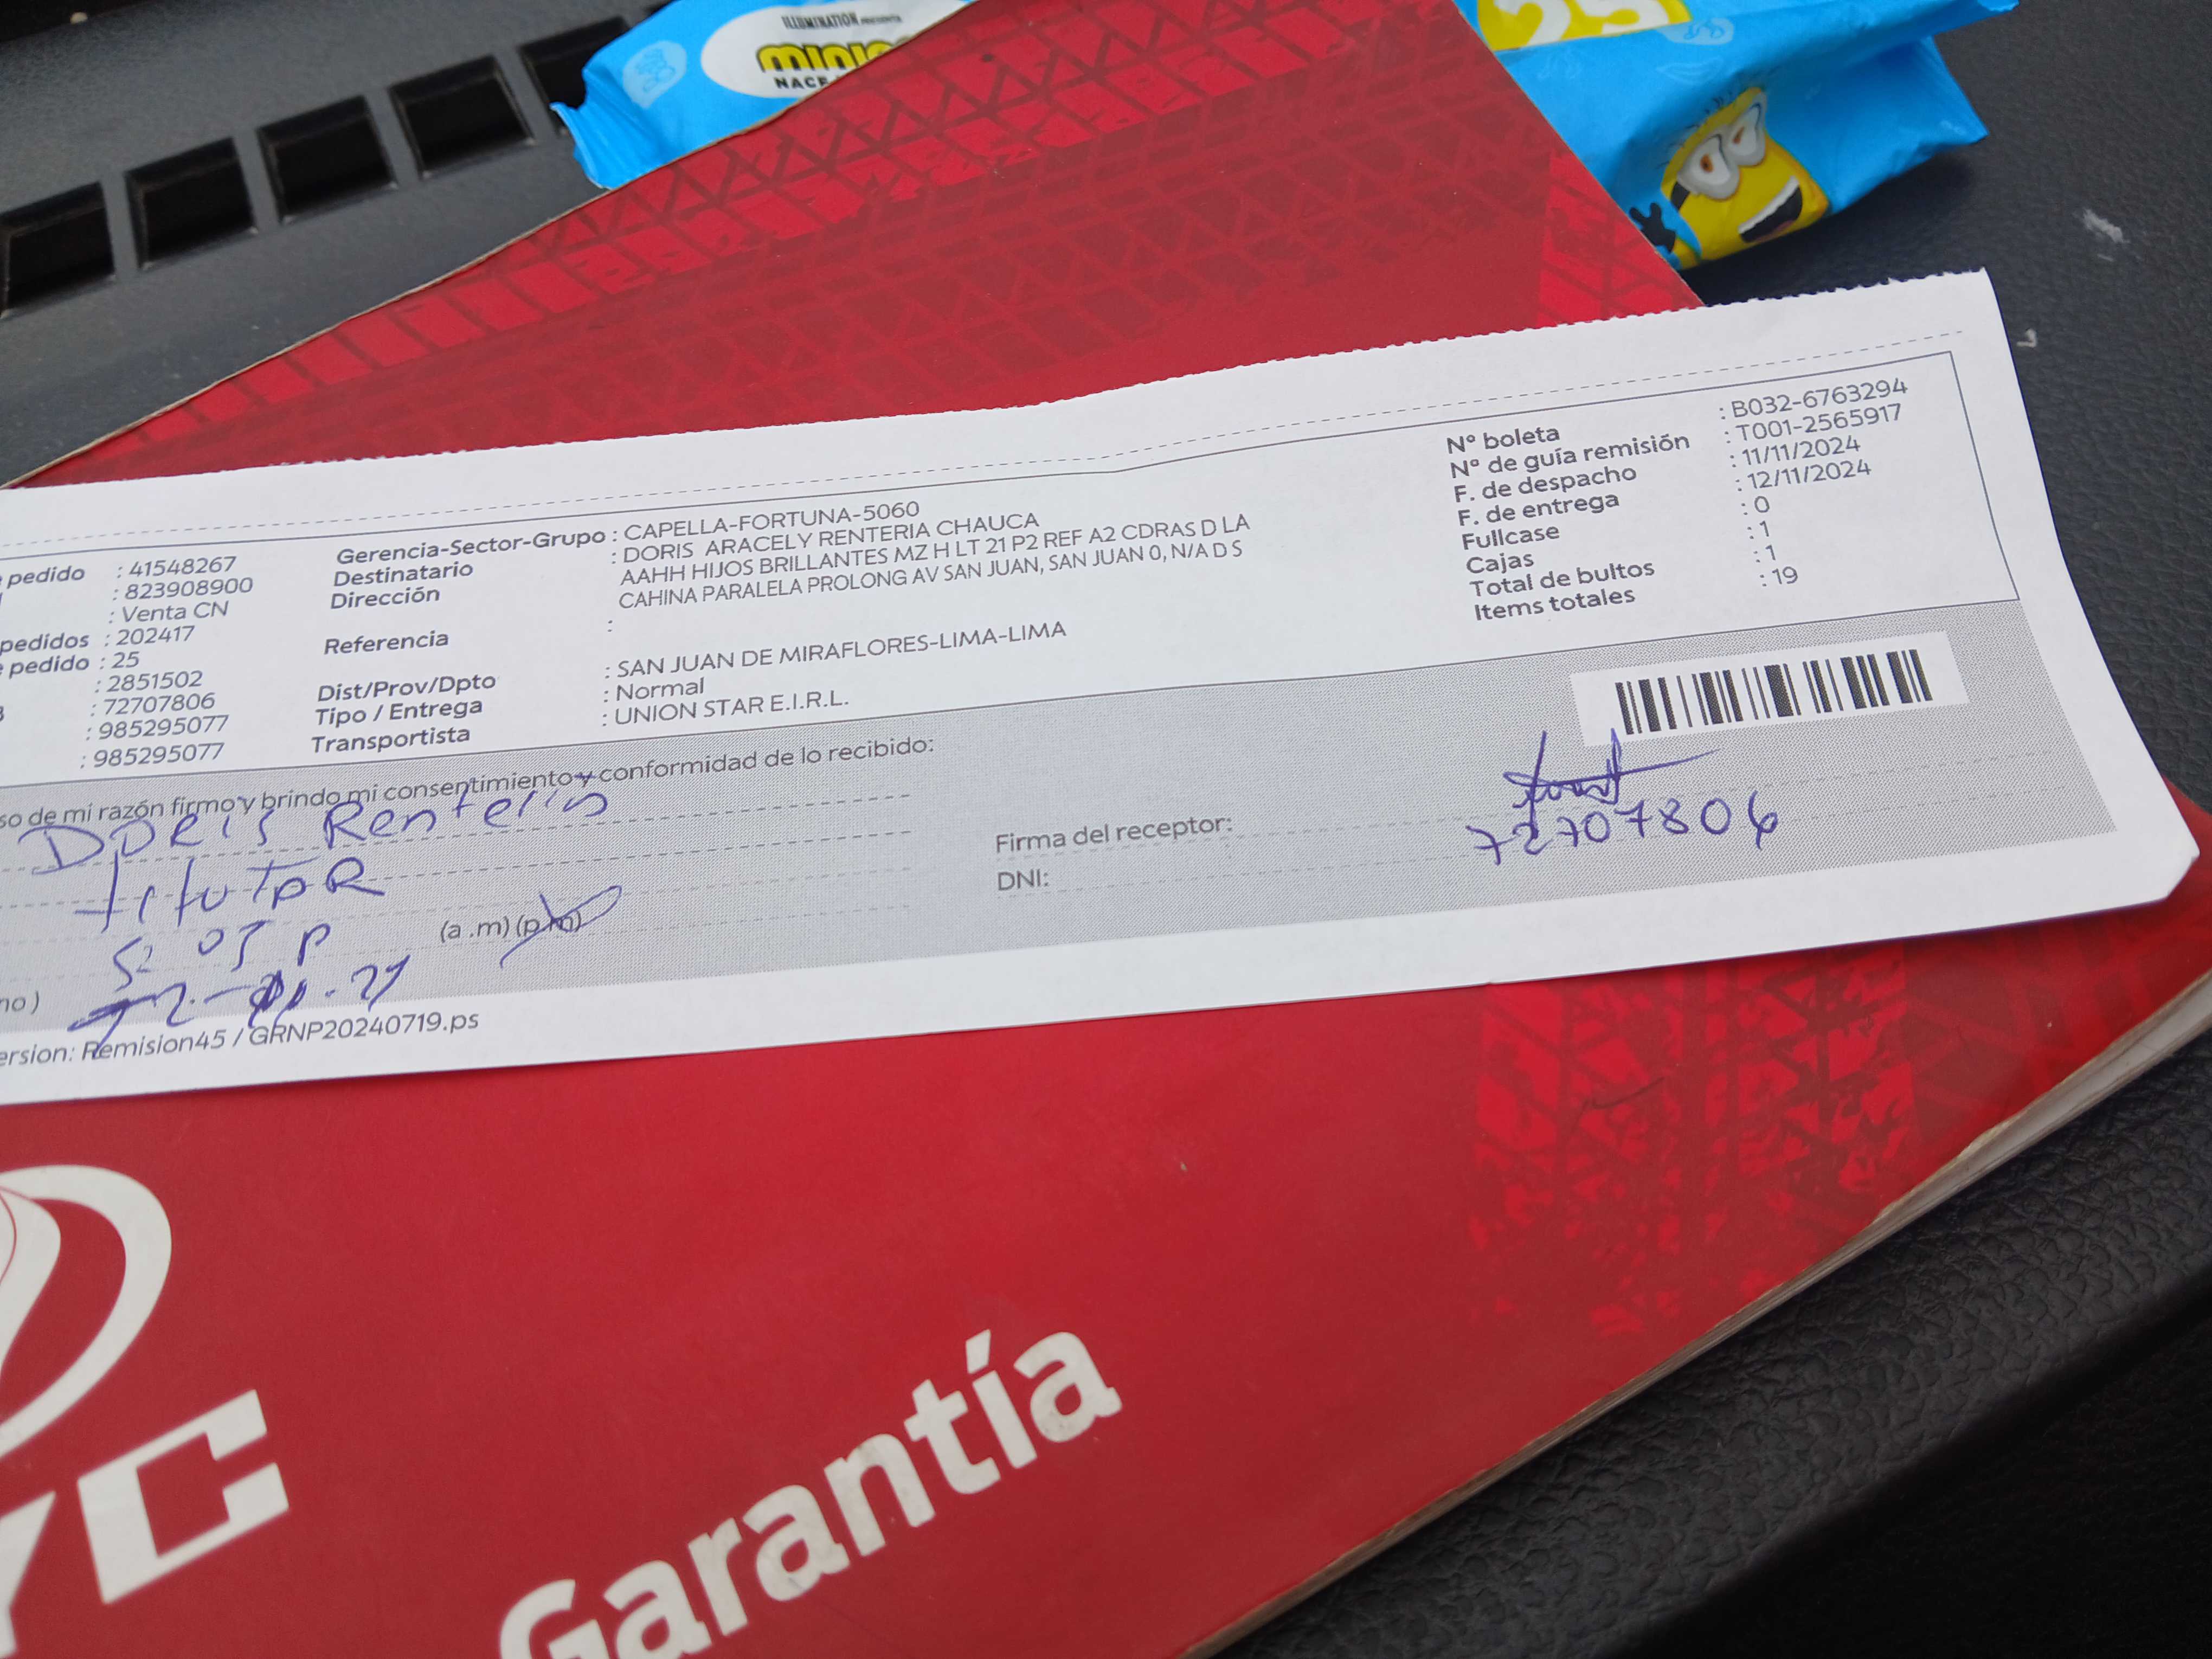 ILLUMINATION PRESENTA
MINIO
NACE
25
e pedido : 41548267
: 823908900
: Venta CN
pedidos : 202417
e pedido : 25
: 2851502
: 72707806
: 985295077
: 985295077
Gerencia-Sector-Grupo : CAPELLA-FORTUNA-5060
Destinatario : DORIS ARACELY RENTERIA CHAUCA
Dirección AAHH HIJOS BRILLANTES MZ H LT 21 P2 REF A2 CDRAS D LA
CAHINA PARALELA PROLONG AV SAN JUAN, SAN JUAN 0, N/A D S
Referencia :
Dist/Prov/Dpto : SAN JUAN DE MIRAFLORES-LIMA-LIMA
Tipo / Entrega : Normal
Transportista : UNION STAR E.I.R.L.
Nº boleta : B032-6763294
Nº de guía remisión : T001-2565917
F. de despacho : 11/11/2024
F. de entrega : 12/11/2024
Fullcase : 0
Cajas : 1
Total de bultos : 1
Items totales : 19
so de mi razón firmo y brindo mi consentimiento y conformidad de lo recibido:
DORIS Renteria
(a .m) (p.m)
no)
Firma del receptor:
DNI: 72707806
ersion: Remision45 / GRNP20240719.ps
YC
Garantía